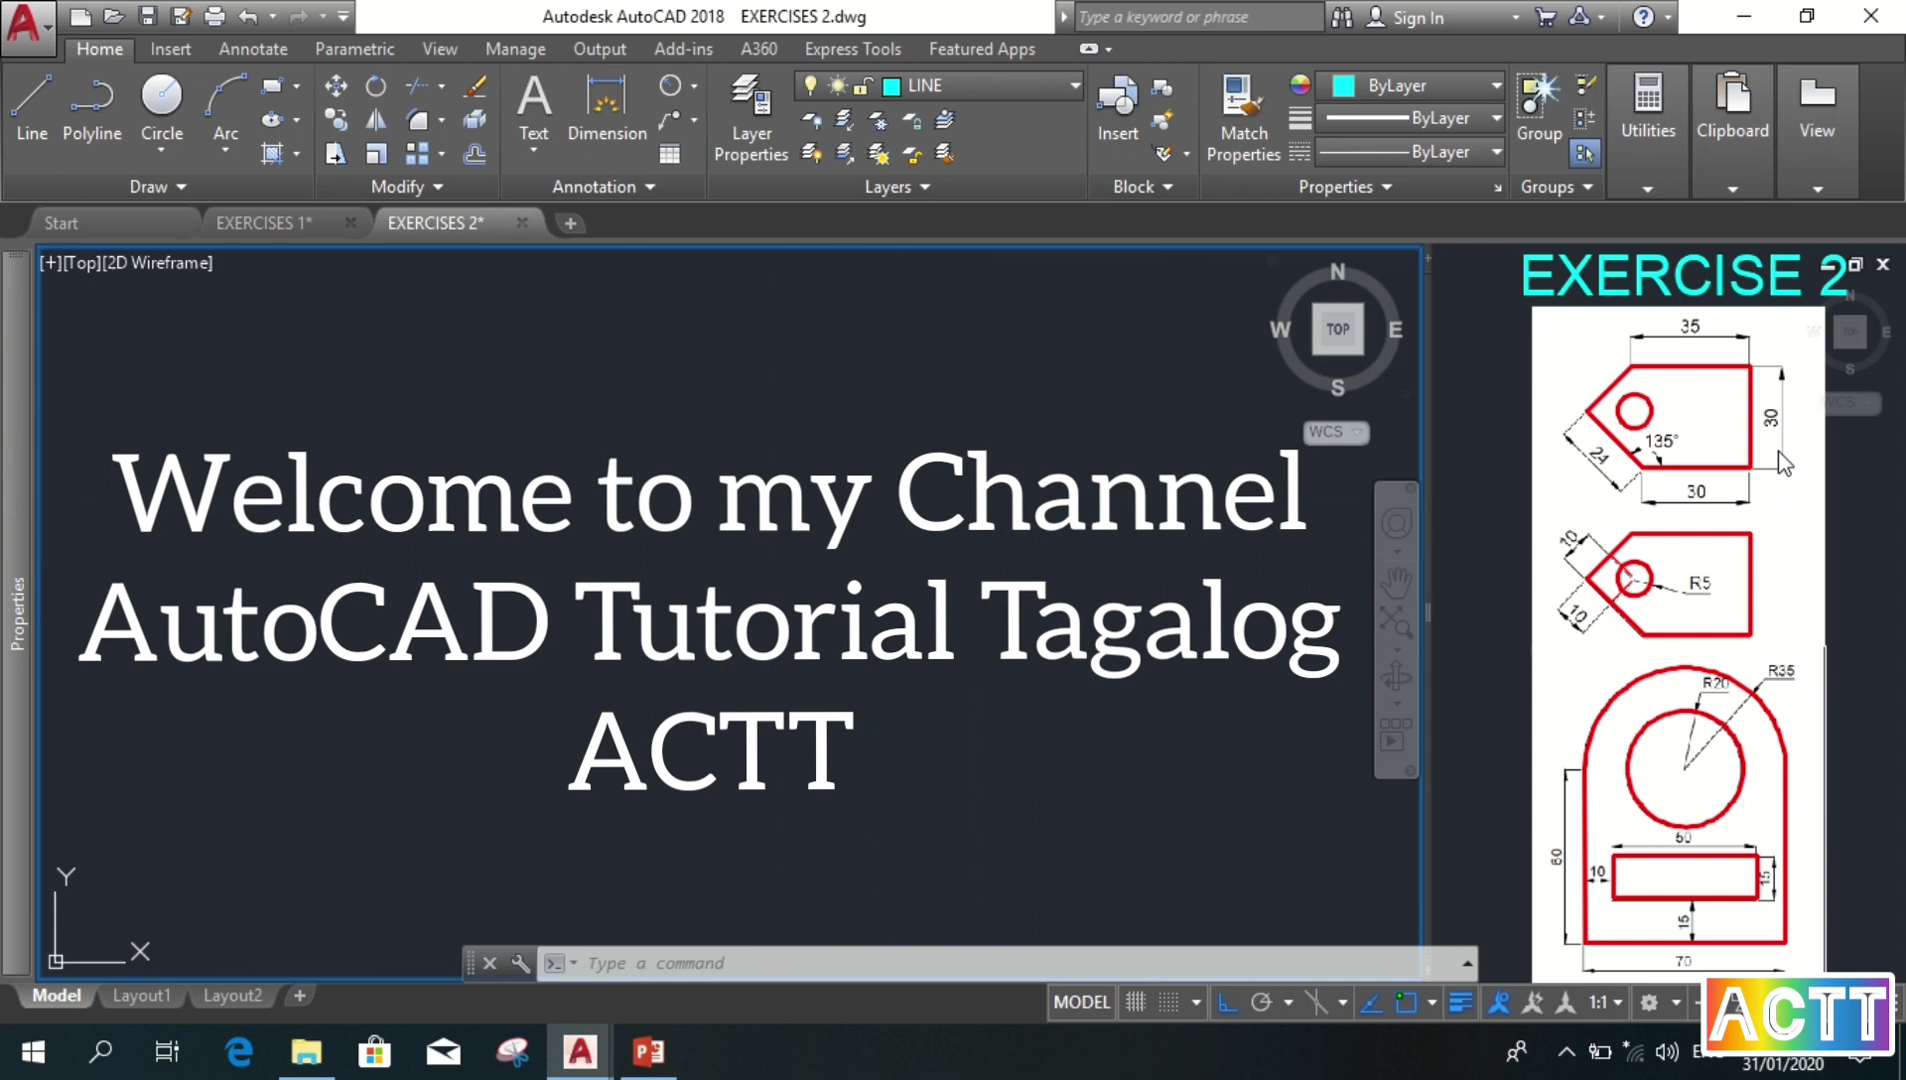 Autodesk AutoCAD 2018 EXERCISES 2.dwg
Type a keyword or phrase
Sign In
Home Insert Annotate Parametric View Manage Output Add-ins A360 Express Tools Featured Apps
Line Polyline Circle Arc
Text Dimension
Layer Properties
LINE
Insert
Match Properties
ByLayer
ByLayer
ByLayer
Group
Utilities
Clipboard
View
Draw Modify Annotation Layers Block Properties Groups
Start EXERCISES 1* EXERCISES 2*
[+][Top][2D Wireframe]
N
W TOP E
S
WCS
Welcome to my Channel
AutoCAD Tutorial Tagalog
ACTT
Properties
Y
X
Type a command
EXERCISE 2
N
TOP E
S
WCS
35
30
135°
24
30
10
R5
10
R35
R20
50
60
10
15
15
70
Model Layout1 Layout2
MODEL
1:1
ACTT
31/01/2020